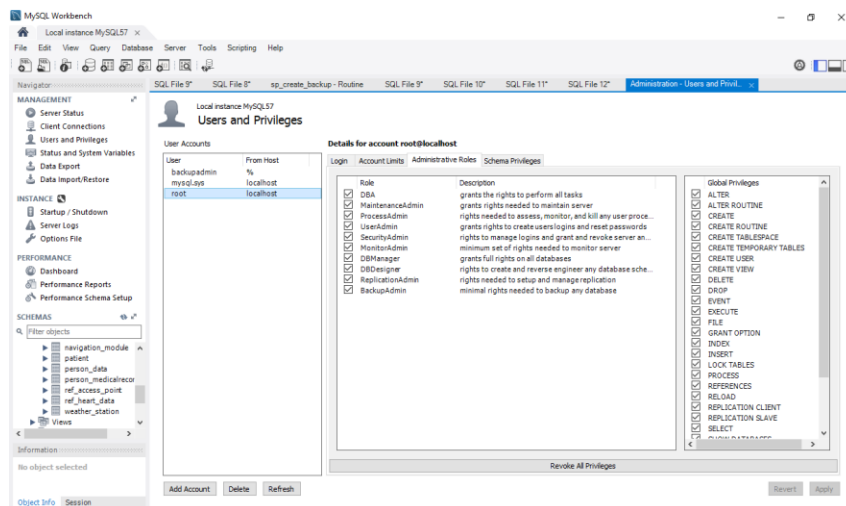 MySQL Workbench
Local instance MySQL57
File Edit View Query Database Server Tools Scripting Help
Navigator
SQL File 9* SQL File 8* sp_create_backup - Routine SQL File 9* SQL File 10* SQL File 11* SQL File 12* Administration - Users and Privil...
MANAGEMENT
Server Status
Client Connections
Users and Privileges
Status and System Variables
Data Export
Data Import/Restore
INSTANCE
Startup / Shutdown
Server Logs
Options File
PERFORMANCE
Dashboard
Performance Reports
Performance Schema Setup
SCHEMAS
Filter objects
navigation_module
patient
person_data
person_medicalrecor
ref_access_point
ref_heart_data
weather_station
Views
Information
No object selected
Object Info Session
Local instance MySQL57
Users and Privileges
User Accounts
User From Host
backupadmin %
mysql.sys localhost
root localhost
Add Account Delete Refresh
Details for account root@localhost
Login Account Limits Administrative Roles Schema Privileges
Role Description
DBA grants the rights to perform all tasks
MaintenanceAdmin grants rights needed to maintain server
ProcessAdmin rights needed to assess, monitor, and kill any user proce...
UserAdmin grants rights to create users logins and reset passwords
SecurityAdmin rights to manage logins and grant and revoke server an...
MonitorAdmin minimum set of rights needed to monitor server
DBManager grants full rights on all databases
DBDesigner rights to create and reverse engineer any database sche...
ReplicationAdmin rights needed to setup and manage replication
BackupAdmin minimal rights needed to backup any database
Global Privileges
ALTER
ALTER ROUTINE
CREATE
CREATE ROUTINE
CREATE TABLESPACE
CREATE TEMPORARY TABLES
CREATE USER
CREATE VIEW
DELETE
DROP
EVENT
EXECUTE
FILE
GRANT OPTION
INDEX
INSERT
LOCK TABLES
PROCESS
REFERENCES
RELOAD
REPLICATION CLIENT
REPLICATION SLAVE
SELECT
SHOW DATABASES
Revoke All Privileges
Revert Apply